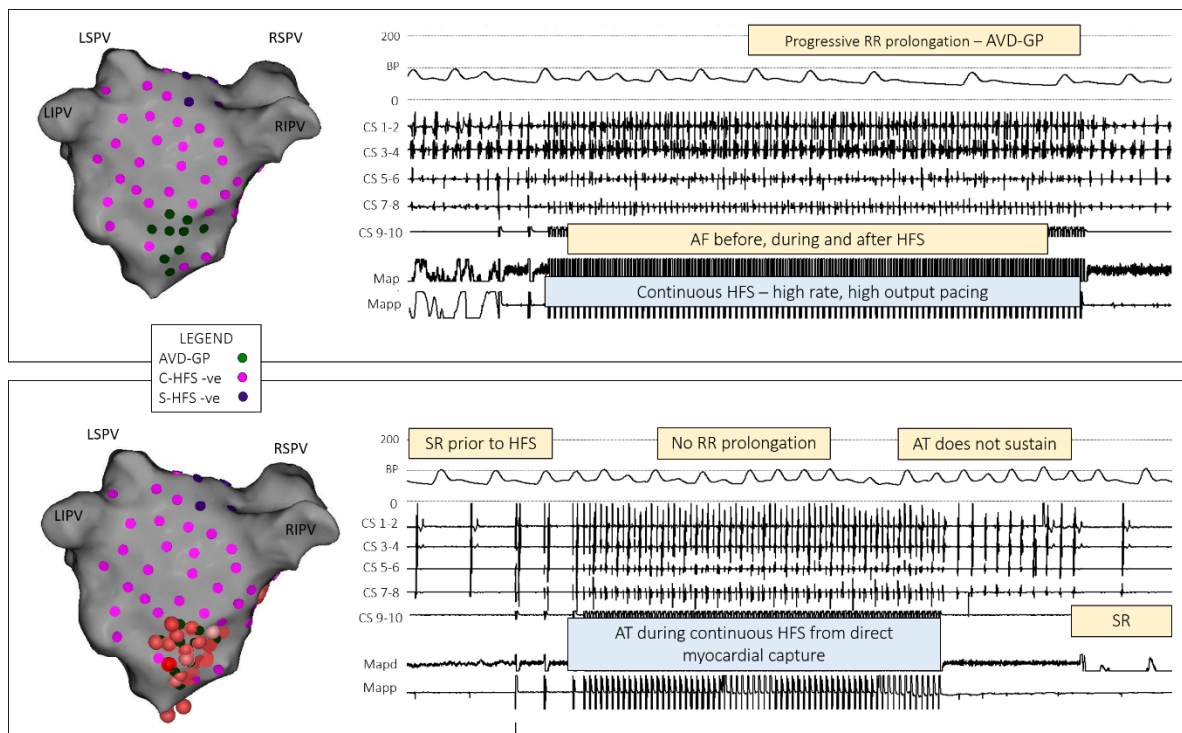 LSPV
RSPV
LIPV
RIPV
Progressive RR prolongation – AVD-GP
200
BP
0
CS 1-2
CS 3-4
CS 5-6
CS 7-8
CS 9-10
AF before, during and after HFS
Map
Continuous HFS – high rate, high output pacing
Mapp
LEGEND
AVD-GP
C-HFS -ve
S-HFS -ve
LSPV
RSPV
LIPV
RIPV
SR prior to HFS
No RR prolongation
AT does not sustain
200
BP
0
CS 1-2
CS 3-4
CS 5-6
CS 7-8
CS 9-10
AT during continuous HFS from direct
myocardial capture
SR
Mapd
Mapp